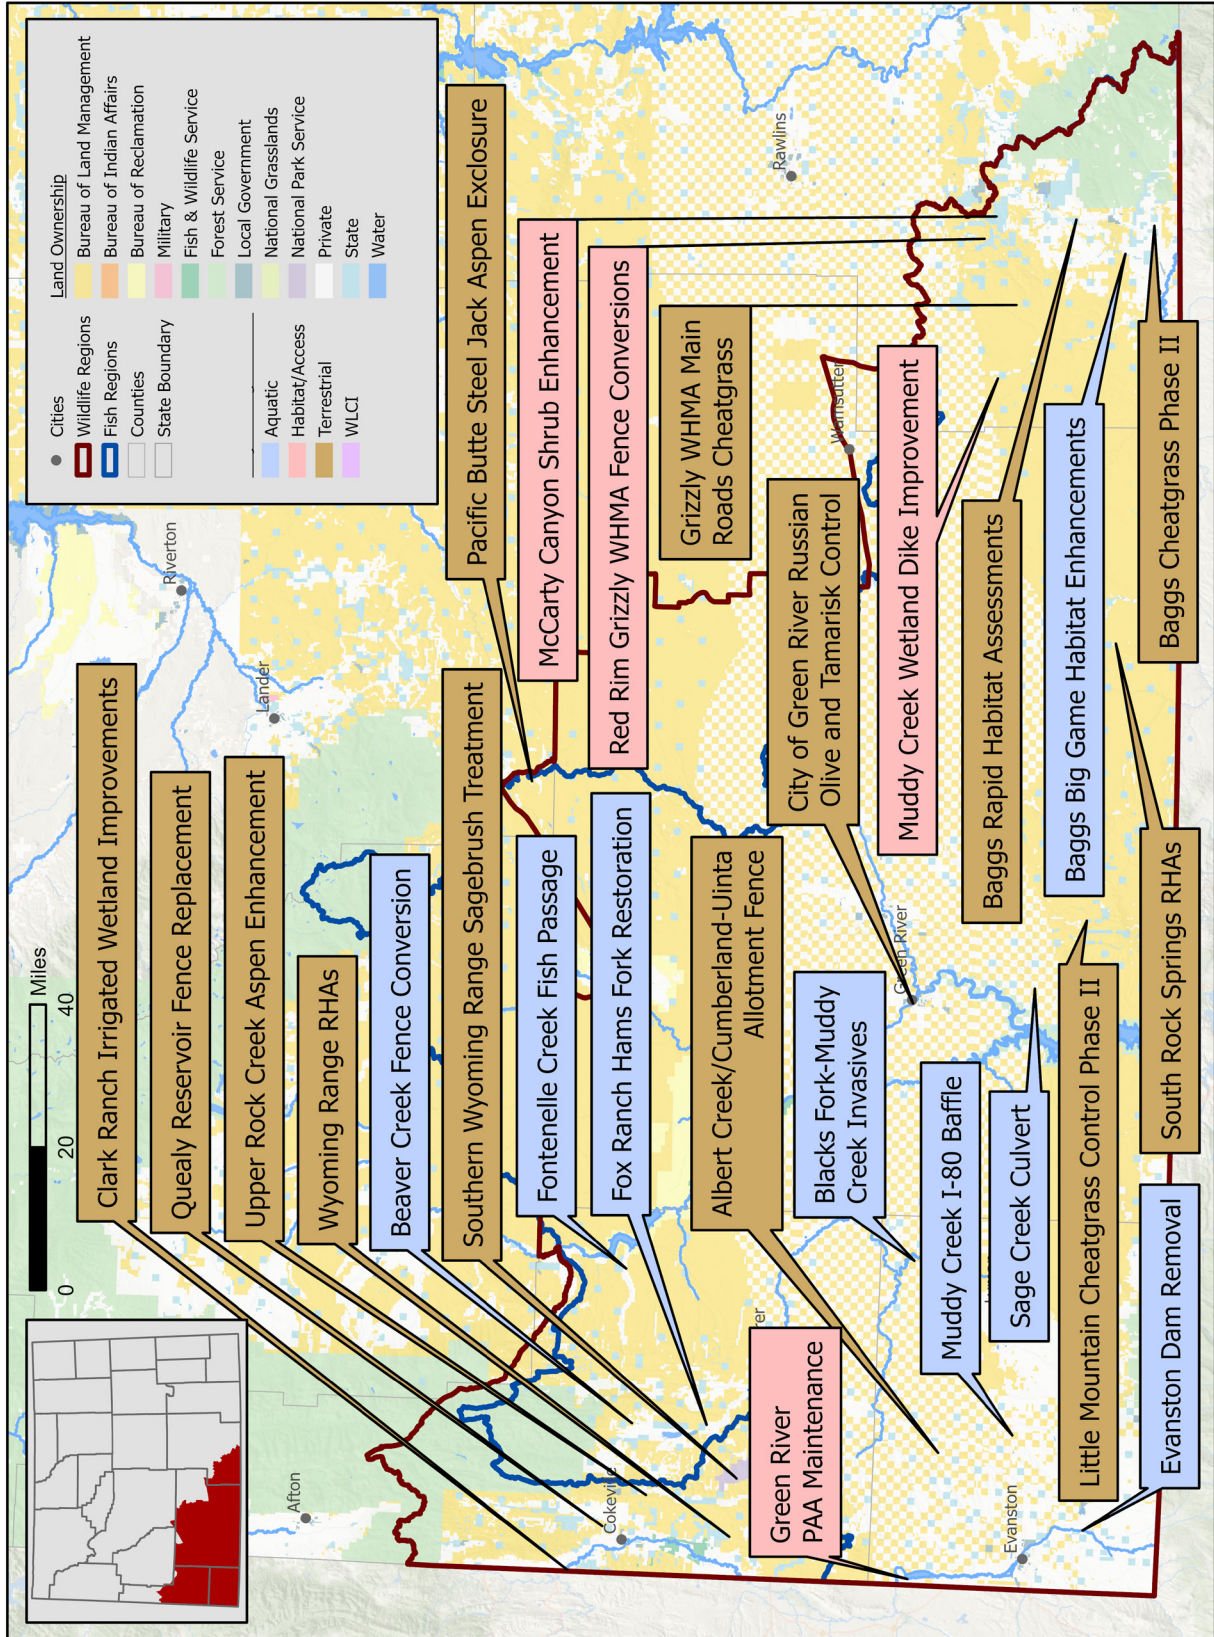 Miles
0
20
40
Cities
Wildlife Regions
Fish Regions
Counties
State Boundary
Aquatic
Habitat/Access
Terrestrial
WLCI
Land Ownership
Bureau of Land Management
Bureau of Indian Affairs
Bureau of Reclamation
Military
Fish & Wildlife Service
Forest Service
Local Government
National Grasslands
National Park Service
Private
State
Water
Clark Ranch Irrigated Wetland Improvements
Quealy Reservoir Fence Replacement
Upper Rock Creek Aspen Enhancement
Wyoming Range RHAs
Beaver Creek Fence Conversion
Southern Wyoming Range Sagebrush Treatment
Pacific Butte Steel Jack Aspen Exclosure
Fontenelle Creek Fish Passage
McCarty Canyon Shrub Enhancement
Fox Ranch Hams Fork Restoration
Red Rim Grizzly WHMA Fence Conversions
Albert Creek/Cumberland-Uinta
Allotment Fence
Grizzly WHMA Main
Roads Cheatgrass
Green River
PAA Maintenance
Blacks Fork-Muddy
Creek Invasives
City of Green River Russian
Olive and Tamarisk Control
Muddy Creek Wetland Dike Improvement
Muddy Creek I-80 Baffle
Sage Creek Culvert
Baggs Rapid Habitat Assessments
Little Mountain Cheatgrass Control Phase II
Baggs Big Game Habitat Enhancements
Evanston Dam Removal
South Rock Springs RHAs
Baggs Cheatgrass Phase II
Afton
Riverton
Lander
Cokeville
Rawlins
Wamsutter
Green River
Evanston